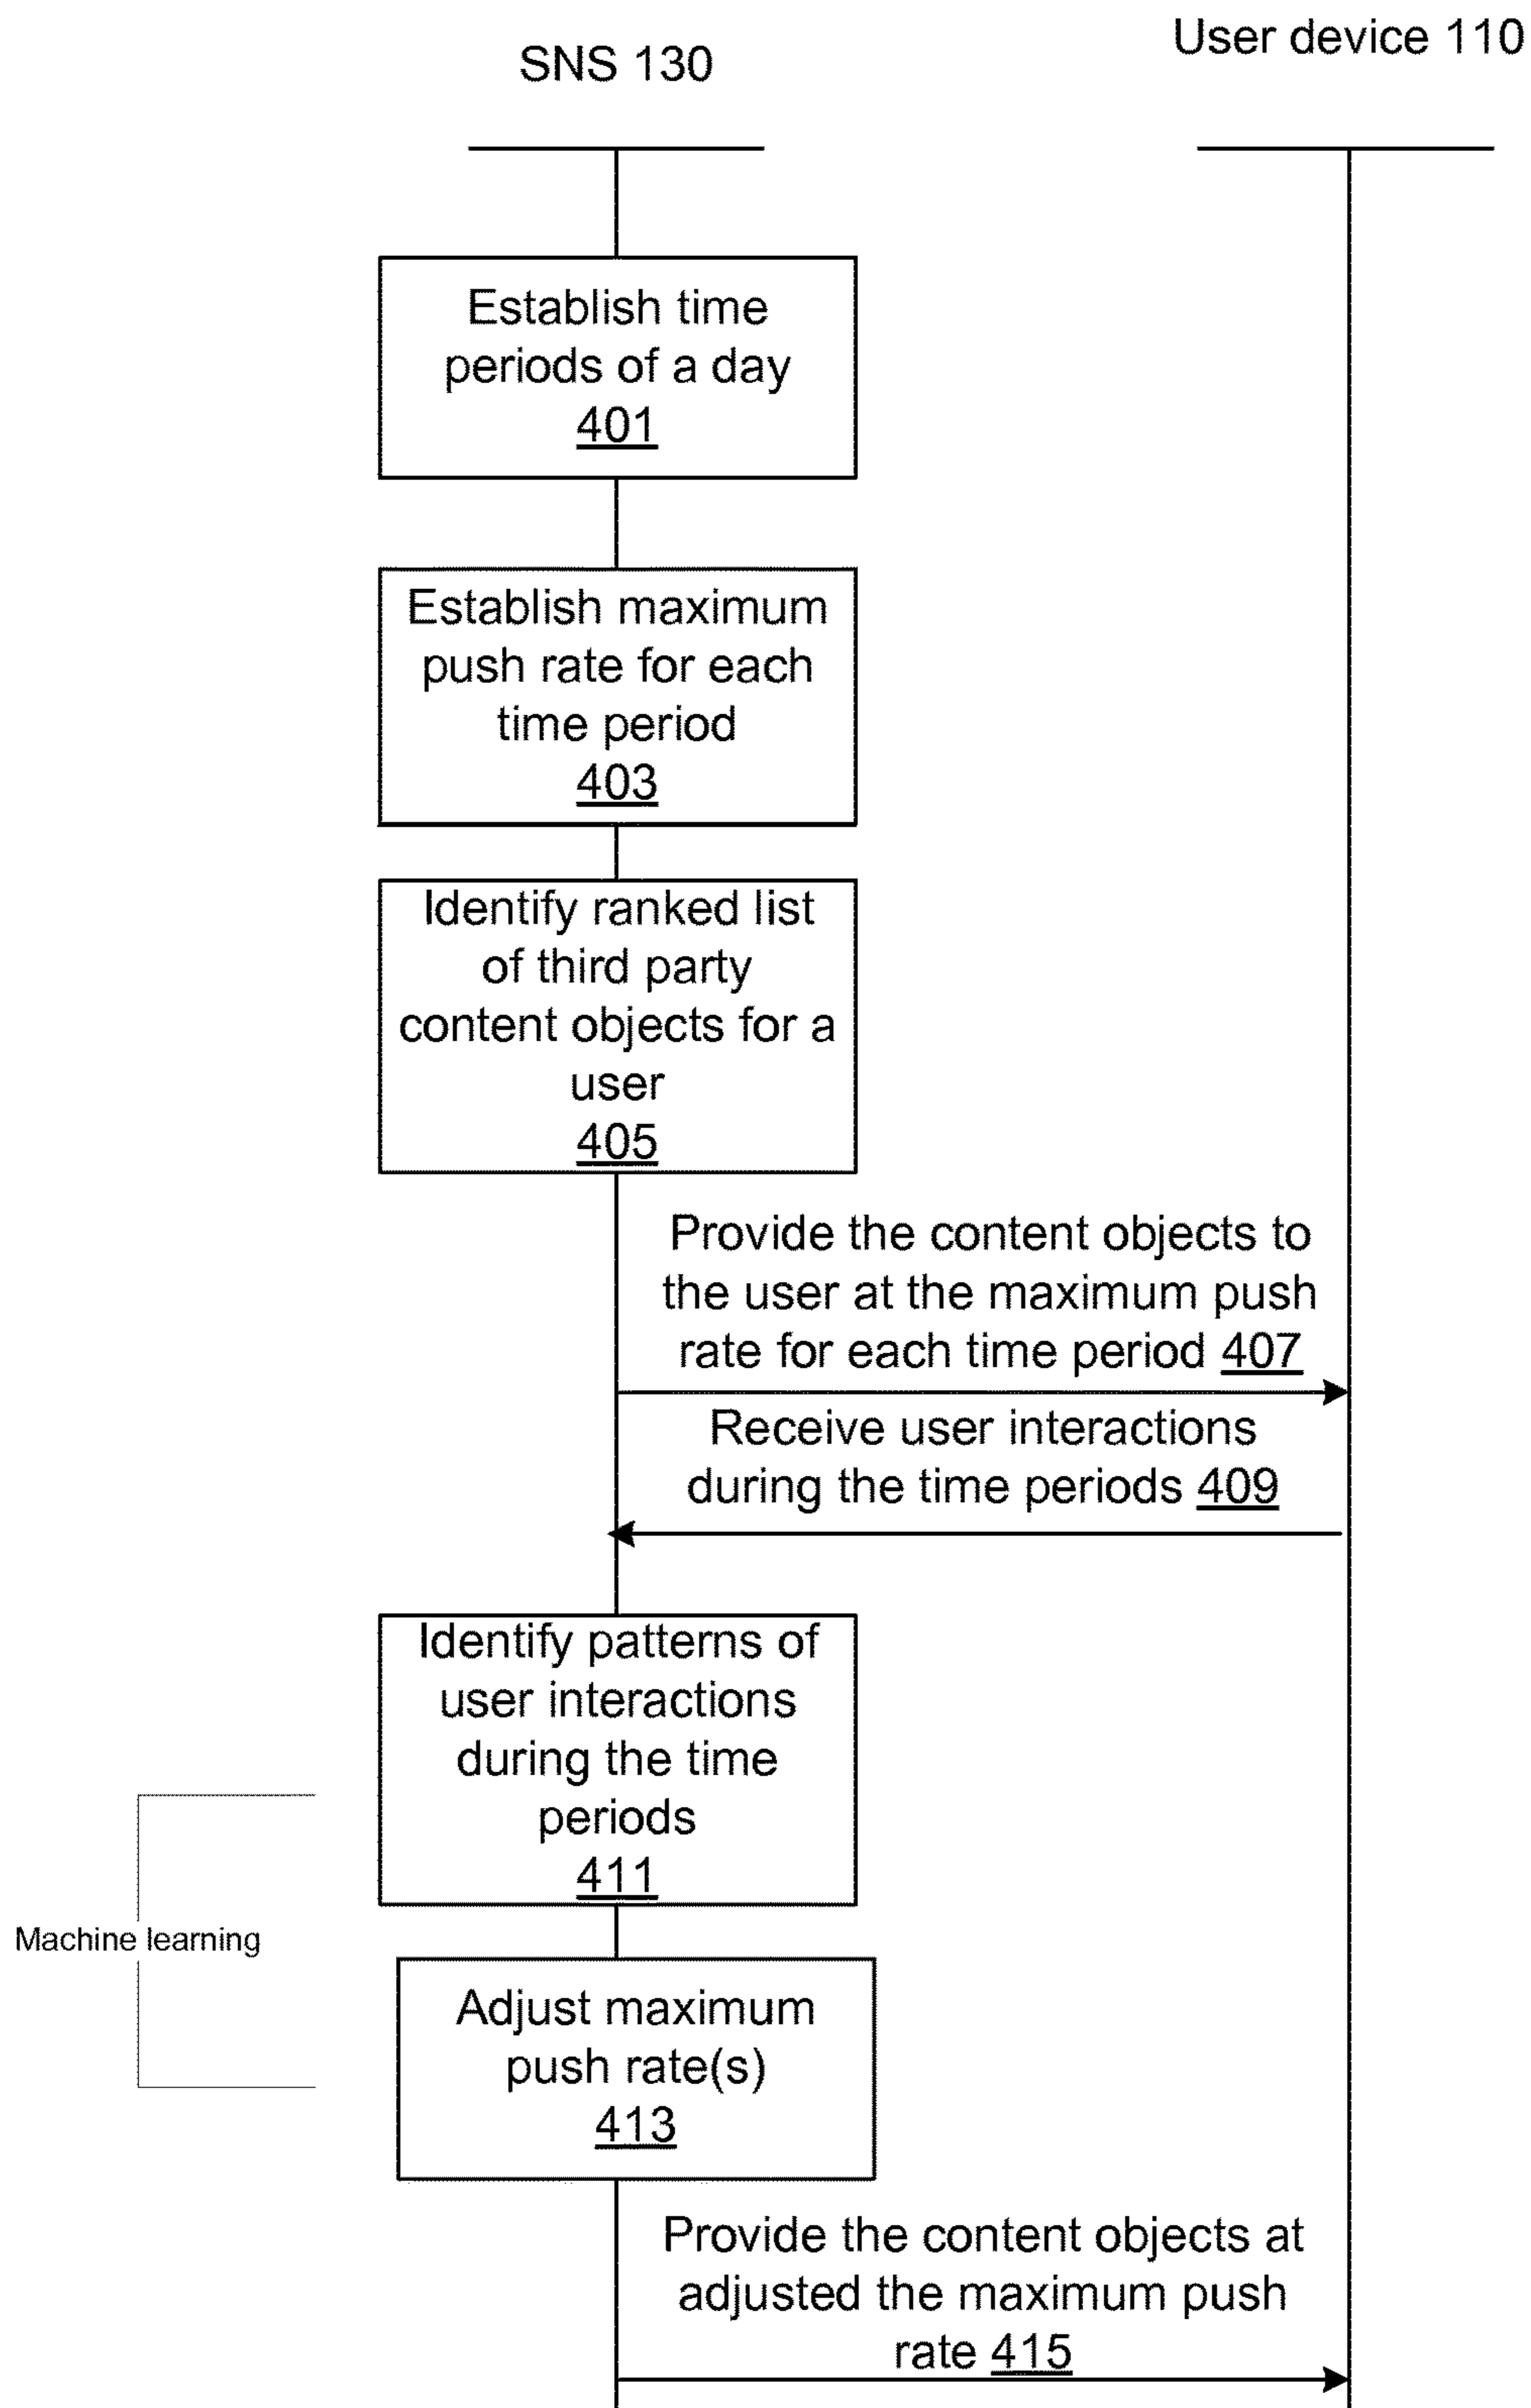 SNS 130
User device 110
Establish time
periods of a day
401
Establish maximum
push rate for each
time period
403
Identify ranked list
of third party
content objects for a
user
405
Provide the content objects to
the user at the maximum push
rate for each time period 407
Receive user interactions
during the time periods 409
Identify patterns of
user interactions
during the time
periods
411
Machine learning
Adjust maximum
push rate(s)
413
Provide the content objects at
adjusted the maximum push
rate 415